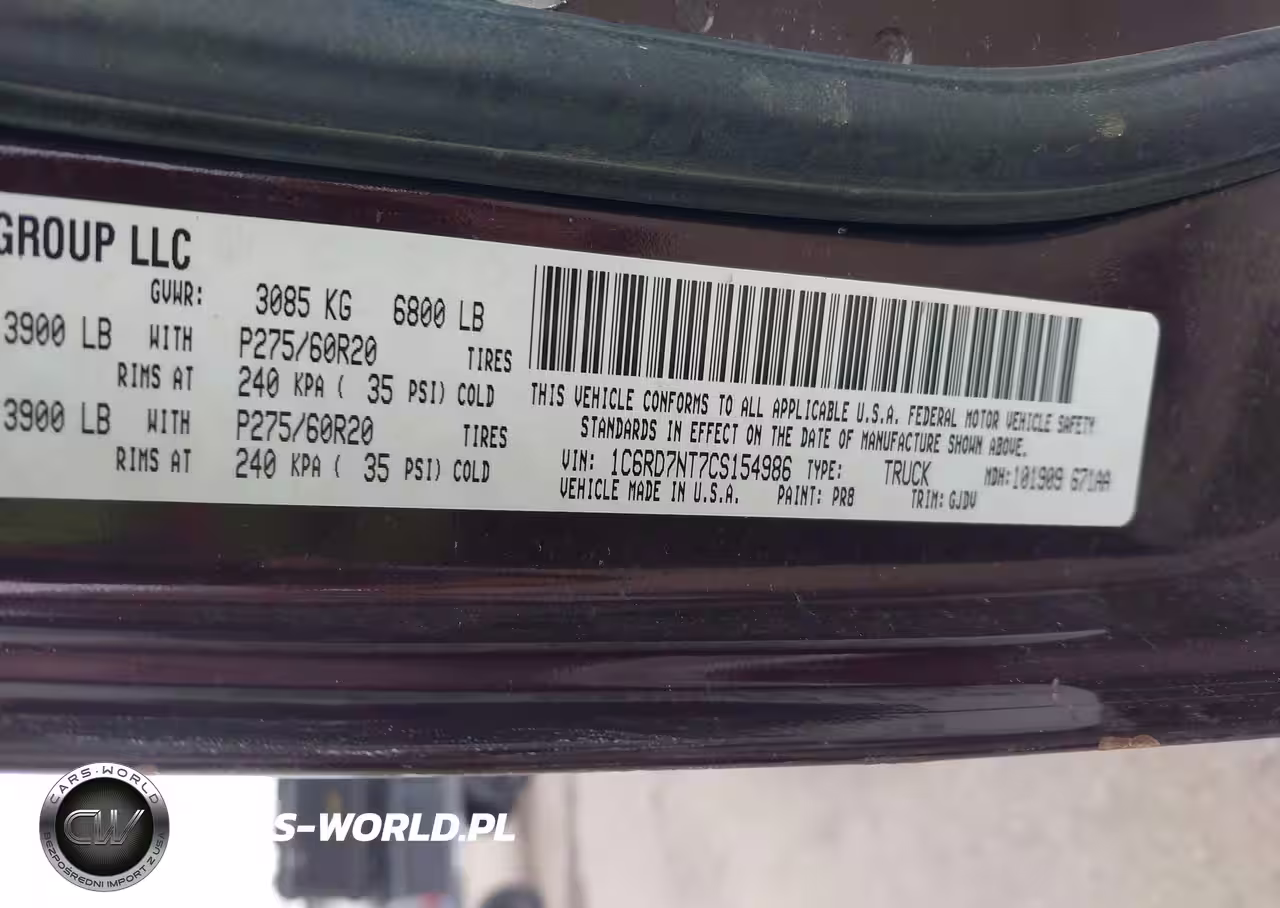 GROUP LLC
GVWR: 3085 KG 6800 LB
3900 LB WITH P275/60R20 TIRES
RIMS AT 240 KPA ( 35 PSI) COLD
3900 LB WITH P275/60R20 TIRES
RIMS AT 240 KPA ( 35 PSI) COLD
THIS VEHICLE CONFORMS TO ALL APPLICABLE U.S.A. FEDERAL MOTOR VEHICLE SAFETY
STANDARDS IN EFFECT ON THE DATE OF MANUFACTURE SHOWN ABOVE.
VIN: 1C6RD7NT7CS154986 TYPE: TRUCK MDH:101909 671AA
VEHICLE MADE IN U.S.A. PAINT: PR8 TRIM: GJDV
CARS-WORLD
CW
BEZPOŚREDNI IMPORT Z USA
S-WORLD.PL